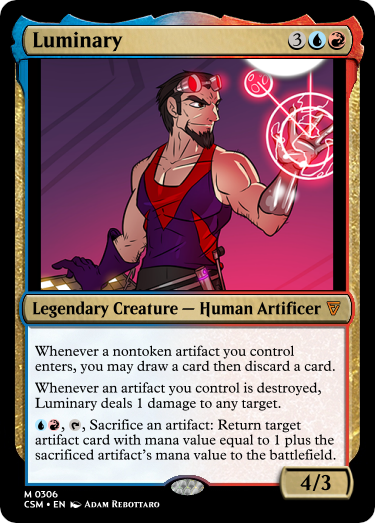 Luminary 3
Legendary Creature — Human Artificer
Whenever a nontoken artifact you control
enters, you may draw a card then discard a card.
Whenever an artifact you control is destroyed,
Luminary deals 1 damage to any target.
, , Sacrifice an artifact: Return target
artifact card with mana value equal to 1 plus the
sacrificed artifact’s mana value to the battlefield.
4/3
M 0306
CSM • EN Adam Rebottaro